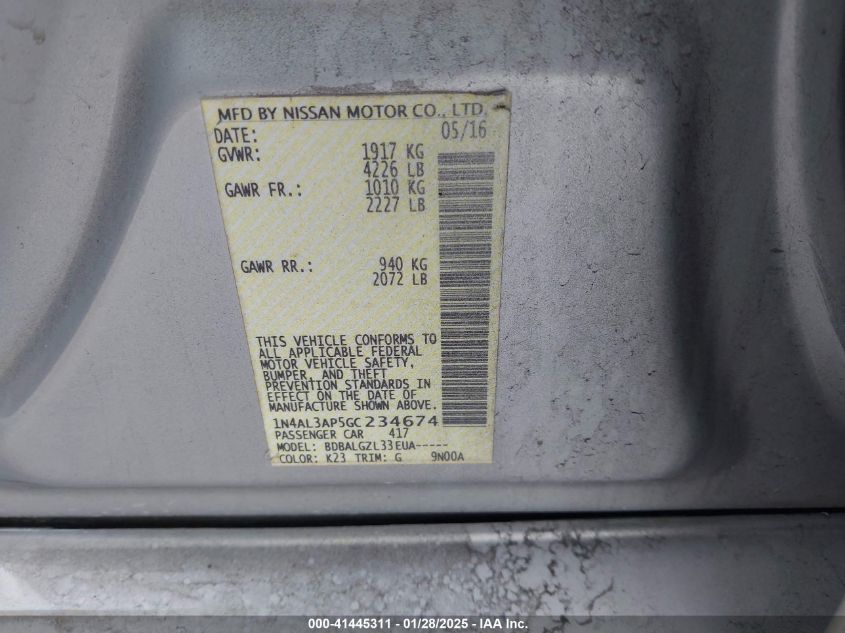 MFD BY NISSAN MOTOR CO., LTD.
DATE: 05/16
GVWR: 1917 KG
4226 LB
GAWR FR.: 1010 KG
2227 LB
GAWR RR.: 940 KG
2072 LB
THIS VEHICLE CONFORMS TO
ALL APPLICABLE FEDERAL
MOTOR VEHICLE SAFETY,
BUMPER, AND THEFT
PREVENTION STANDARDS IN
EFFECT ON THE DATE OF
MANUFACTURE SHOWN ABOVE.
1N4AL3AP5GC234674
PASSENGER CAR 417
MODEL: BDBALGZL33EUA-----
COLOR: K23 TRIM: G 9N00A
000-41445311 - 01/28/2025 - IAA Inc.